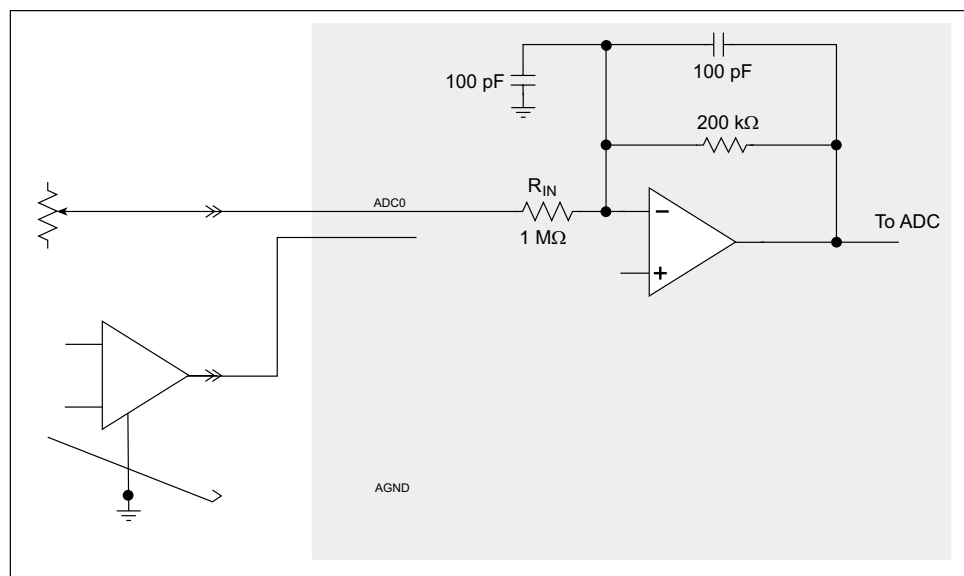 100 pF
100 pF
200 kΩ
R_IN
ADC0
1 MΩ
−
+
To ADC
AGND